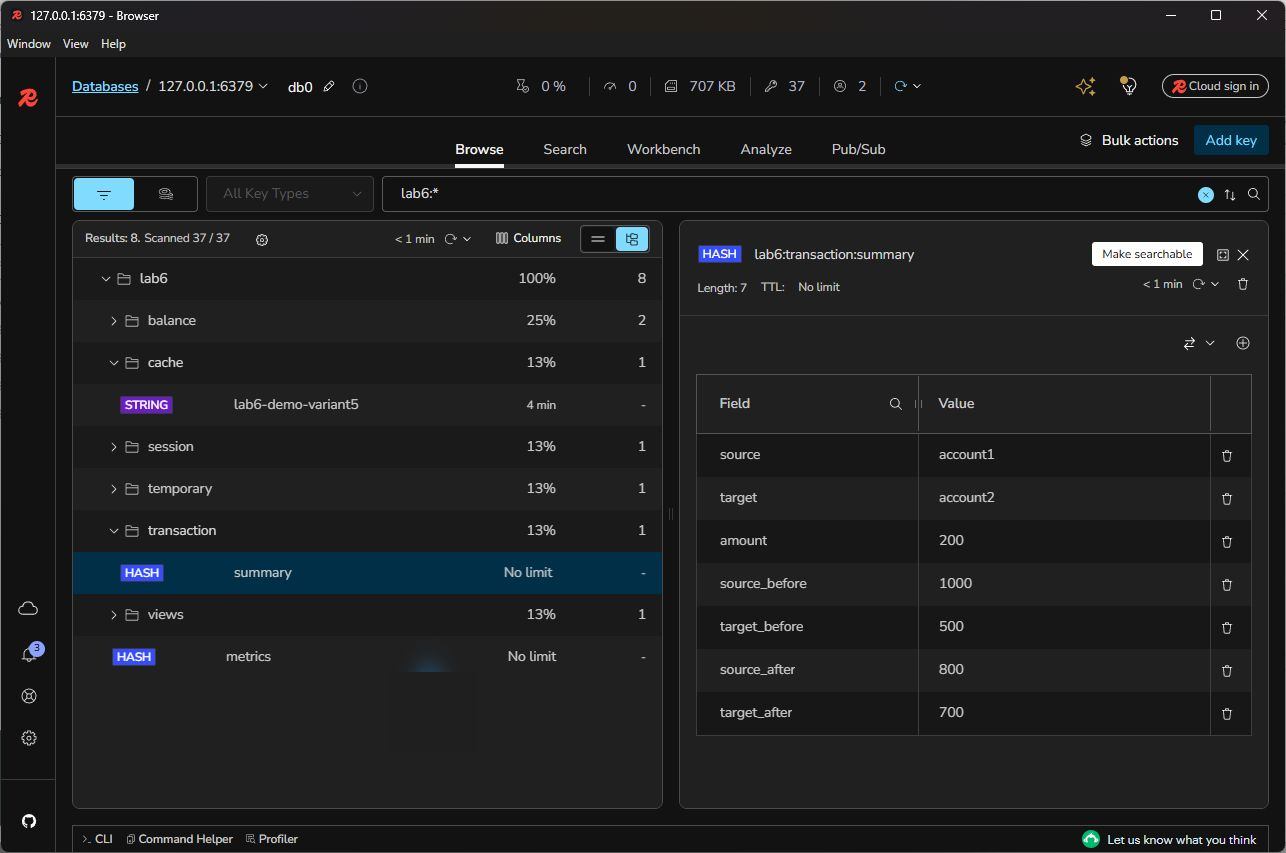 127.0.0.1:6379 - Browser
Window View Help
Databases / 127.0.0.1:6379 db0 0 % 0 707 KB 37 2 Cloud sign in
Browse Search Workbench Analyze Pub/Sub Bulk actions Add key
All Key Types lab6:*
Results: 8. Scanned 37 / 37 < 1 min Columns
lab6 100% 8
balance 25% 2
cache 13% 1
STRING lab6-demo-variant5 4 min -
session 13% 1
temporary 13% 1
transaction 13% 1
HASH summary No limit -
views 13% 1
HASH metrics No limit -
HASH lab6:transaction:summary Make searchable
Length: 7 TTL: No limit < 1 min
Field Value
source account1
target account2
amount 200
source_before 1000
target_before 500
source_after 800
target_after 700
3
>_ CLI Command Helper Profiler Let us know what you think